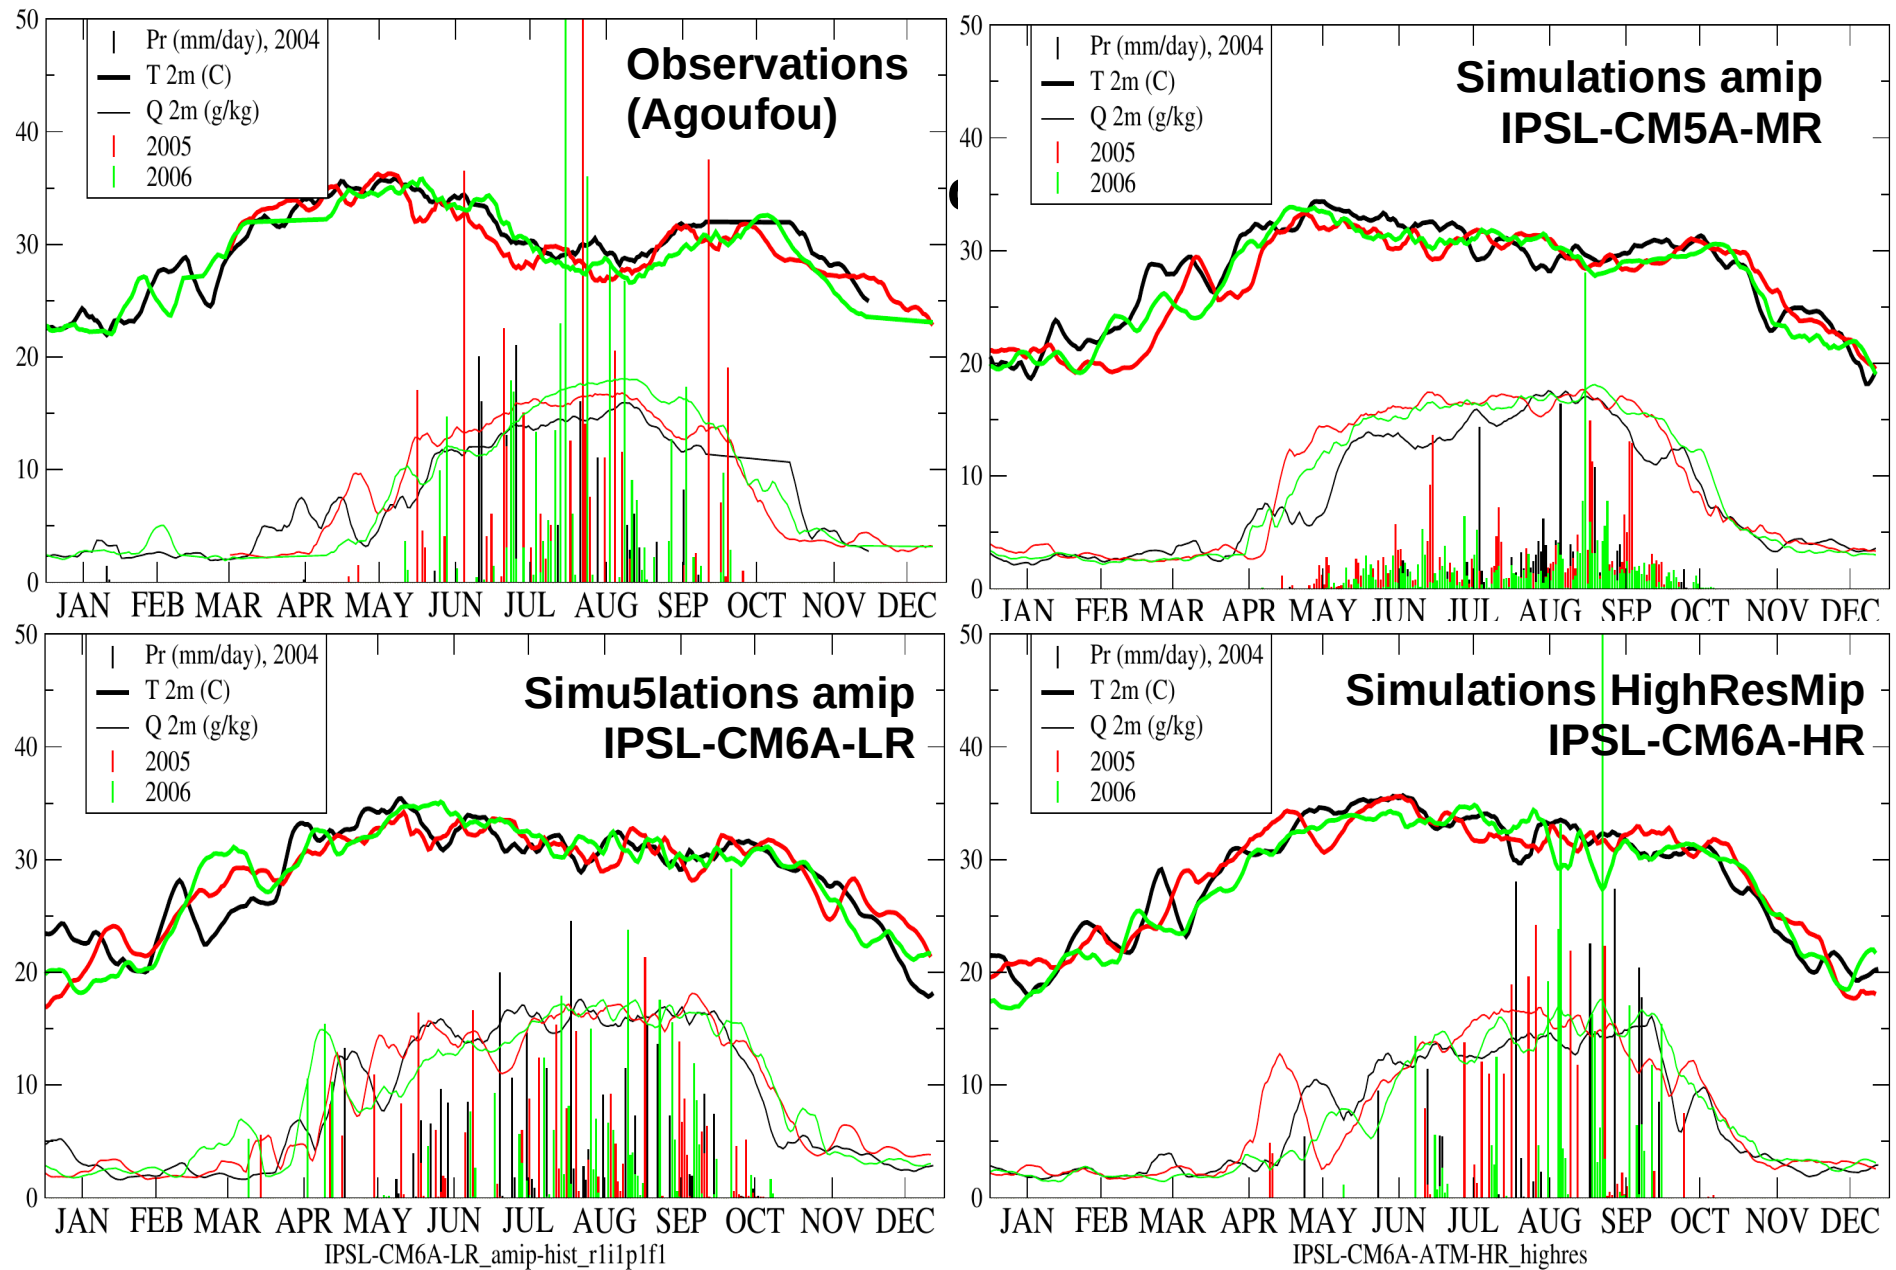 50
40
30
20
10
0
Pr (mm/day), 2004
T 2m (C)
Q 2m (g/kg)
2005
2006
Observations
(Agoufou)
JAN FEB MAR APR MAY JUN JUL AUG SEP OCT NOV DEC
50
40
30
20
10
0
Pr (mm/day), 2004
T 2m (C)
Q 2m (g/kg)
2005
2006
Simulations amip
IPSL-CM5A-MR
JAN FEB MAR APR MAY JUN JUL AUG SEP OCT NOV DEC
50
40
30
20
10
0
Pr (mm/day), 2004
T 2m (C)
Q 2m (g/kg)
2005
2006
Simu5lations amip
IPSL-CM6A-LR
JAN FEB MAR APR MAY JUN JUL AUG SEP OCT NOV DEC
IPSL-CM6A-LR_amip-hist_r1i1p1f1
50
40
30
20
10
0
Pr (mm/day), 2004
T 2m (C)
Q 2m (g/kg)
2005
2006
Simulations HighResMip
IPSL-CM6A-HR
JAN FEB MAR APR MAY JUN JUL AUG SEP OCT NOV DEC
IPSL-CM6A-ATM-HR_highres